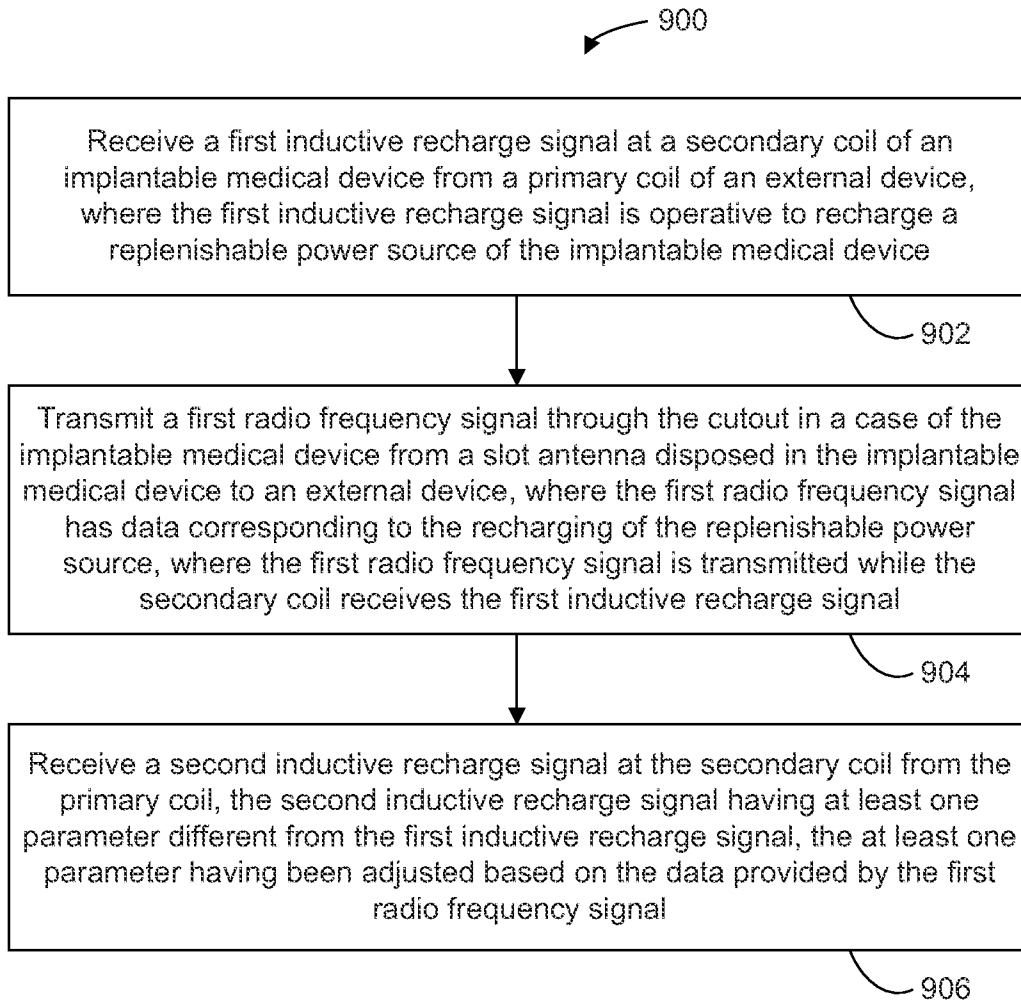 900
Receive a first inductive recharge signal at a secondary coil of an
implantable medical device from a primary coil of an external device,
where the first inductive recharge signal is operative to recharge a
replenishable power source of the implantable medical device
902
Transmit a first radio frequency signal through the cutout in a case of the
implantable medical device from a slot antenna disposed in the implantable
medical device to an external device, where the first radio frequency signal
has data corresponding to the recharging of the replenishable power
source, where the first radio frequency signal is transmitted while the
secondary coil receives the first inductive recharge signal
904
Receive a second inductive recharge signal at the secondary coil from the
primary coil, the second inductive recharge signal having at least one
parameter different from the first inductive recharge signal, the at least one
parameter having been adjusted based on the data provided by the first
radio frequency signal
906